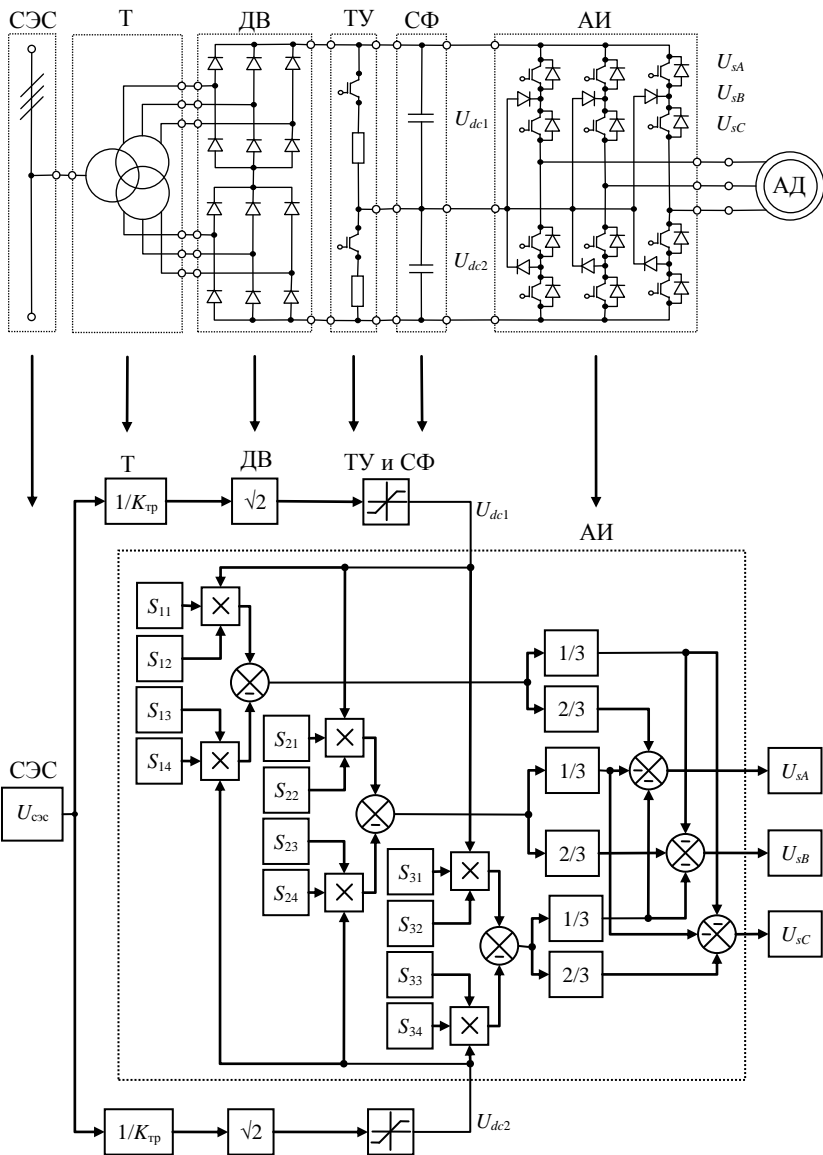 СЭС Т ДВ ТУ СФ АИ
U_sA
U_sB
U_dc1 U_sC
АД
U_dc2
Т ДВ ТУ и СФ
1/K_тр √2 U_dc1
АИ
S_11 ×
S_12 1/3
S_13 2/3
S_21 ×
S_14 × 1/3 U_sA
СЭС S_22
U_сэс S_23 2/3 U_sB
S_24 × S_31 ×
S_32 1/3 U_sC
S_33 2/3
S_34 ×
1/K_тр √2 U_dc2